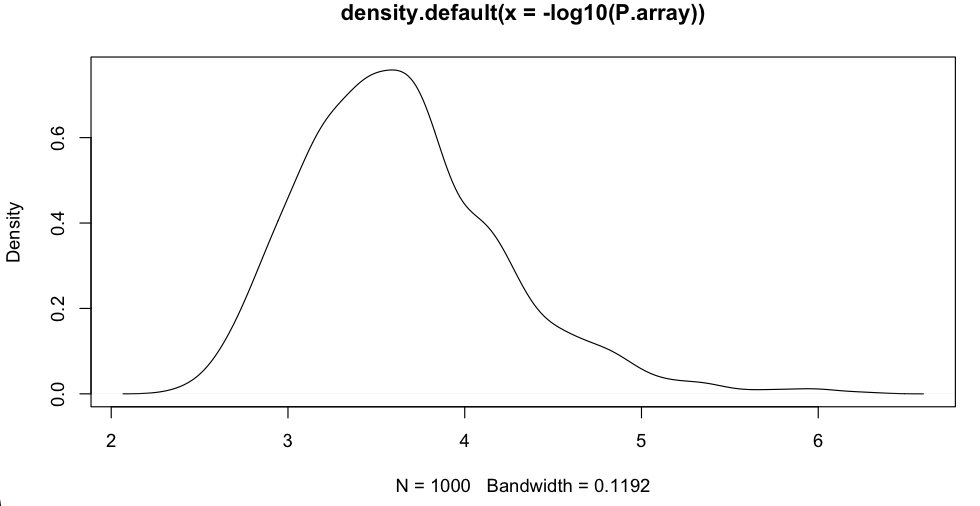 density.default(x = -log10(P.array))
Density
0.0 0.2 0.4 0.6
2 3 4 5 6
N = 1000 Bandwidth = 0.1192